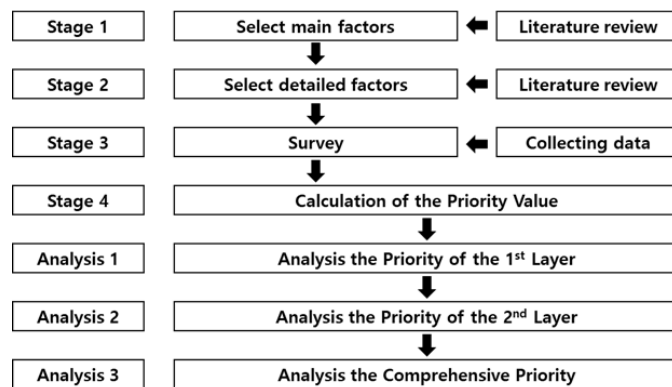 Stage 1 Select main factors Literature review
Stage 2 Select detailed factors Literature review
Stage 3 Survey Collecting data
Stage 4 Calculation of the Priority Value
Analysis 1 Analysis the Priority of the 1st Layer
Analysis 2 Analysis the Priority of the 2nd Layer
Analysis 3 Analysis the Comprehensive Priority